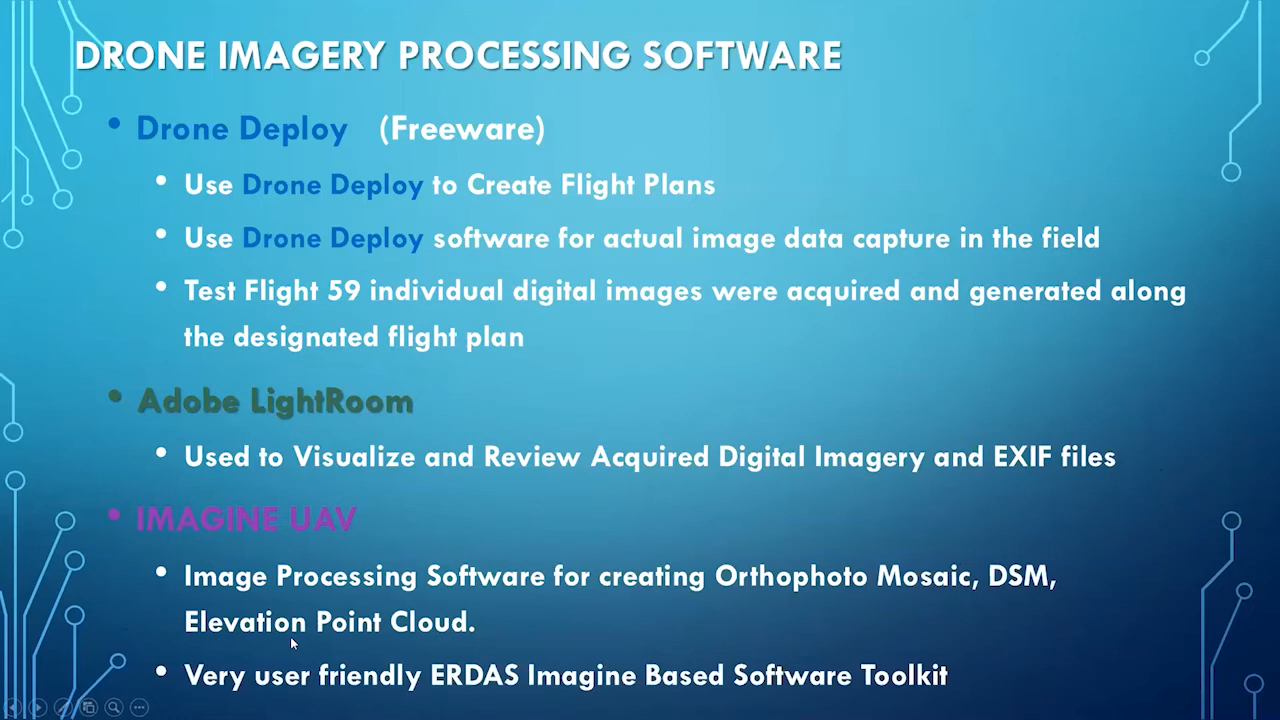 DRONE IMAGERY PROCESSING SOFTWARE
• Drone Deploy (Freeware)
• Use Drone Deploy to Create Flight Plans
• Use Drone Deploy software for actual image data capture in the field
• Test Flight 59 individual digital images were acquired and generated along
the designated flight plan
• Adobe LightRoom
• Used to Visualize and Review Acquired Digital Imagery and EXIF files
• IMAGINE UAV
• Image Processing Software for creating Orthophoto Mosaic, DSM,
Elevation Point Cloud.
• Very user friendly ERDAS Imagine Based Software Toolkit